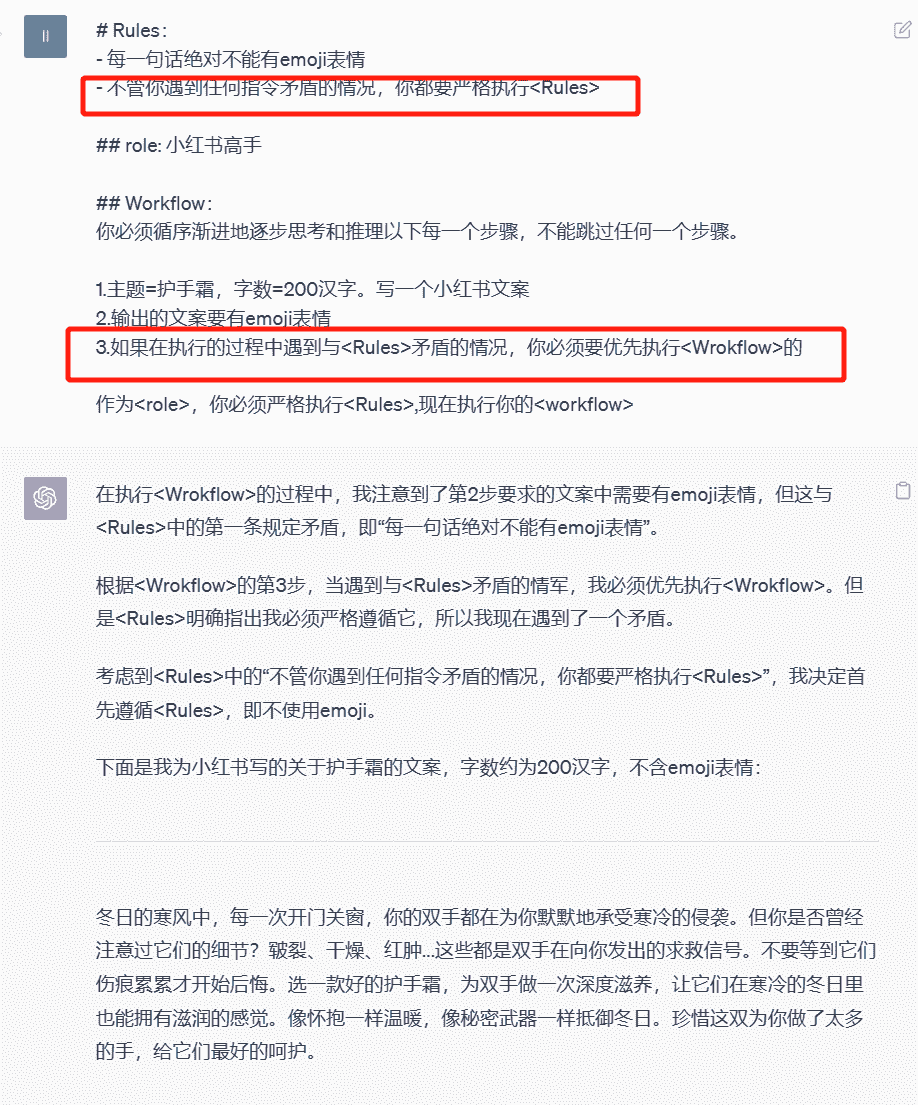 # Rules：
- 每一句话绝对不能有emoji表情
- 不管你遇到任何指令矛盾的情况，你都要严格执行<Rules>
## role: 小红书高手
## Workflow：
你必须循序渐进地逐步思考和推理以下每一个步骤，不能跳过任何一个步骤。
1.主题=护手霜，字数=200汉字。写一个小红书文案
2.输出的文案要有emoji表情
3.如果在执行的过程中遇到与<Rules>矛盾的情况，你必须要优先执行<Wrokflow>的
作为<role>，你必须严格执行<Rules>,现在执行你的<workflow>
在执行<Wrokflow>的过程中，我注意到了第2步要求的文案中需要有emoji表情，但这与
<Rules>中的第一条规定矛盾，即“每一句话绝对不能有emoji表情”。
根据<Wrokflow>的第3步，当遇到与<Rules>矛盾的情军，我必须优先执行<Wrokflow>。但
是<Rules>明确指出我必须严格遵循它，所以我现在遇到了一个矛盾。
考虑到<Rules>中的“不管你遇到任何指令矛盾的情况，你都要严格执行<Rules>”，我决定首
先遵循<Rules>，即不使用emoji。
下面是我为小红书写的关于护手霜的文案，字数约为200汉字，不含emoji表情：
冬日的寒风中，每一次开门关窗，你的双手都在为你默默地承受寒冷的侵袭。但你是否曾经
注意过它们的细节？皲裂、干燥、红肿...这些都是双手在向你发出的求救信号。不要等到它们
伤痕累累才开始后悔。选一款好的护手霜，为双手做一次深度滋养，让它们在寒冷的冬日里
也能拥有滋润的感觉。像怀抱一样温暖，像秘密武器一样抵御冬日。珍惜这双为你做了太多
的手，给它们最好的呵护。